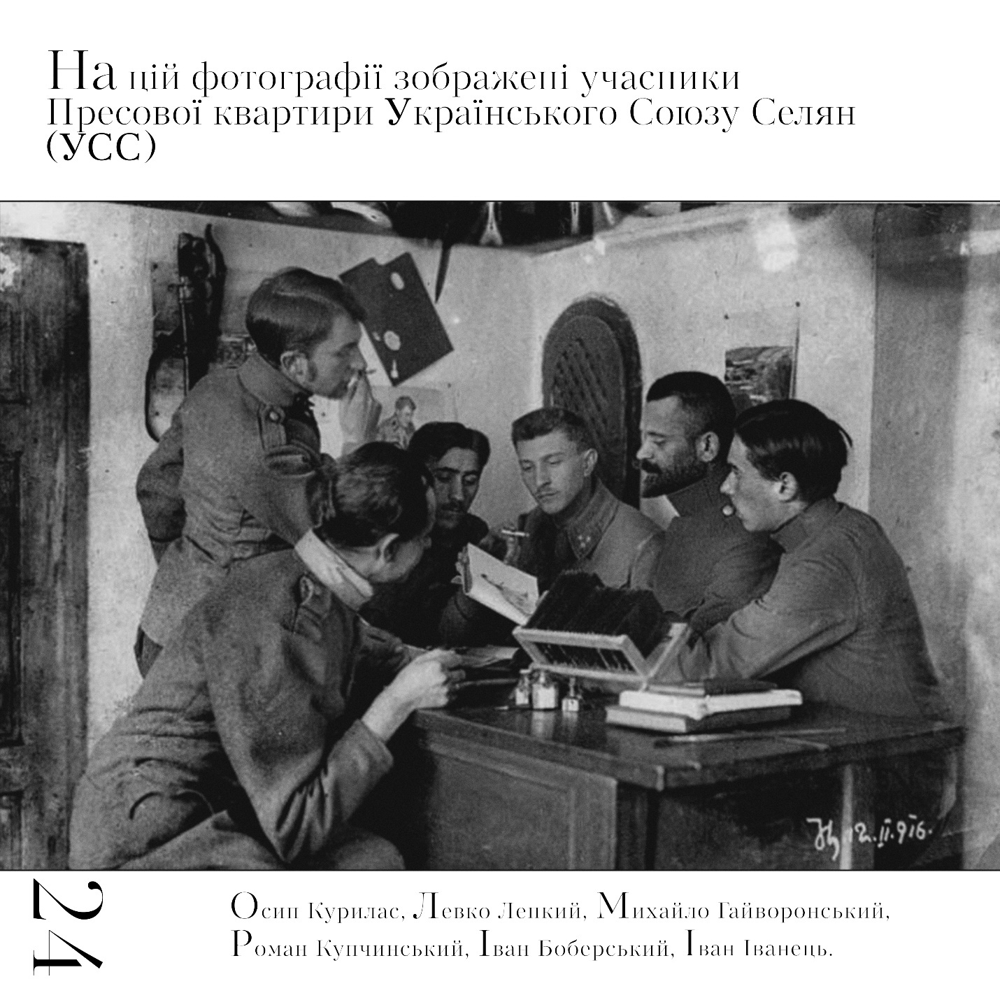 На цій фотографії зображені учасники
Пресової квартири Українського Союзу Селян
(УСС)
12.II.916.
24
Осип Курилас, Левко Лепкий, Михайло Гайворонський,
Роман Купчинський, Іван Боберський, Іван Іванець.